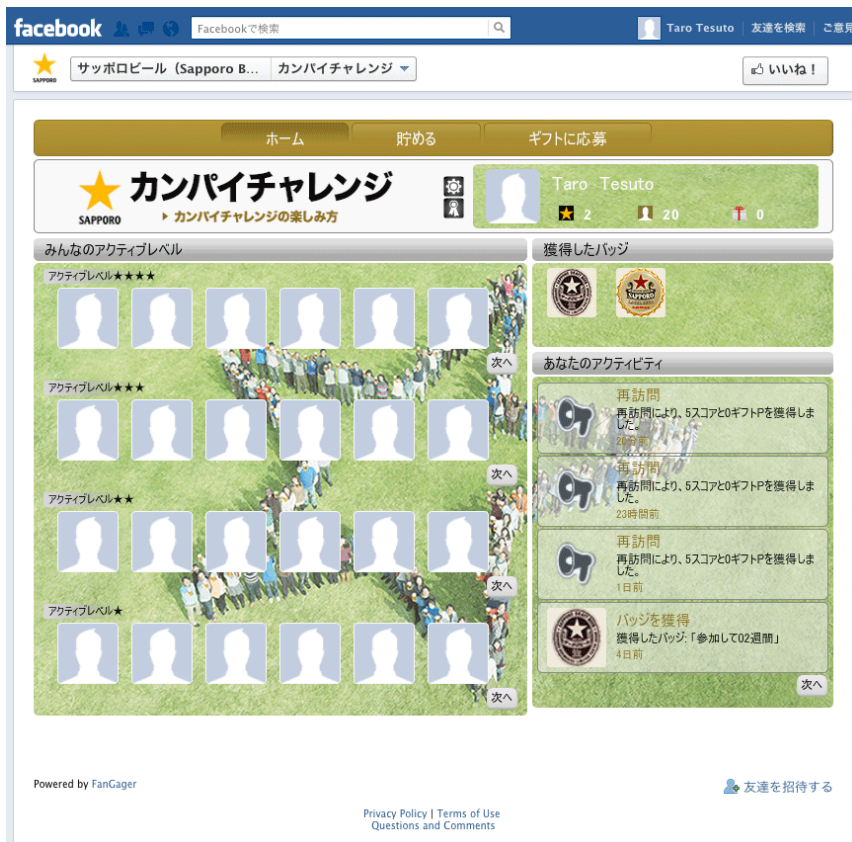 facebook
Facebookで検索
Taro Tesuto
友達を検索
ご意見
SAPPORO
サッポロビール（Sapporo B...
カンパイチャレンジ
いいね！
ホーム
貯める
ギフトに応募
SAPPORO
カンパイチャレンジ
カンパイチャレンジの楽しみ方
Taro Tesuto
2
20
0
みんなのアクティブレベル
アクティブレベル★★★★
次へ
アクティブレベル★★★
次へ
アクティブレベル★★
次へ
アクティブレベル★
次へ
獲得したバッジ
SAPPORO
あなたのアクティビティ
再訪問
再訪問により、5スコアと0ギフトPを獲得しま
した。
20分前
再訪問
再訪問により、5スコアと0ギフトPを獲得しま
した。
23時間前
再訪問
再訪問により、5スコアと0ギフトPを獲得しま
した。
1日前
バッジを獲得
獲得したバッジ:「参加して02週間」
4日前
次へ
Powered by FanGager
友達を招待する
Privacy Policy | Terms of Use
Questions and Comments